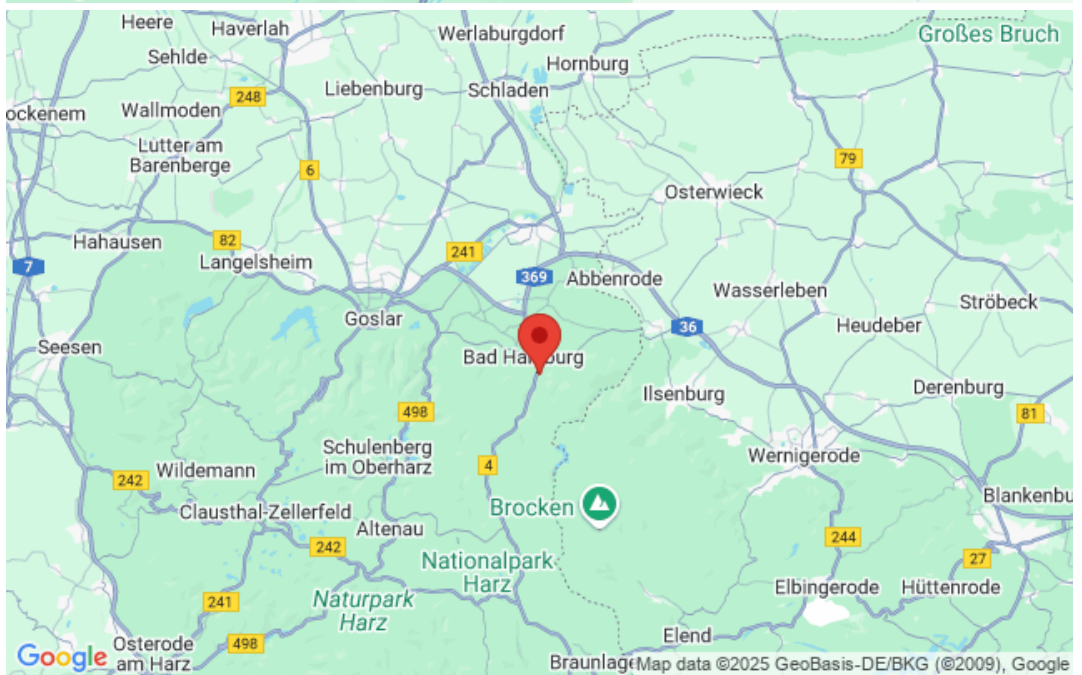 Heere
Haverlah
Werlaburgdorf
Großes Bruch
Sehlde
Hornburg
248
Liebenburg
Schladen
ockenem
Wallmoden
Lutter am
Barenberge
6
79
Osterwieck
Hahausen
82
241
7
Langelsheim
369
Abbenrode
Wasserleben
Ströbeck
Goslar
36
Heudeber
Seesen
Bad Ha
burg
Ilsenburg
Derenburg
498
81
Schulenberg
im Oberharz
Wernigerode
Wildemann
4
242
Blankenbu
Brocken
Clausthal-Zellerfeld
Altenau
244
242
Nationalpark
Harz
27
Elbingerode
Hüttenrode
241
Naturpark
Harz
Osterode
am Harz
498
Elend
Google
Braunlage
Map data ©2025 GeoBasis-DE/BKG (©2009), Google